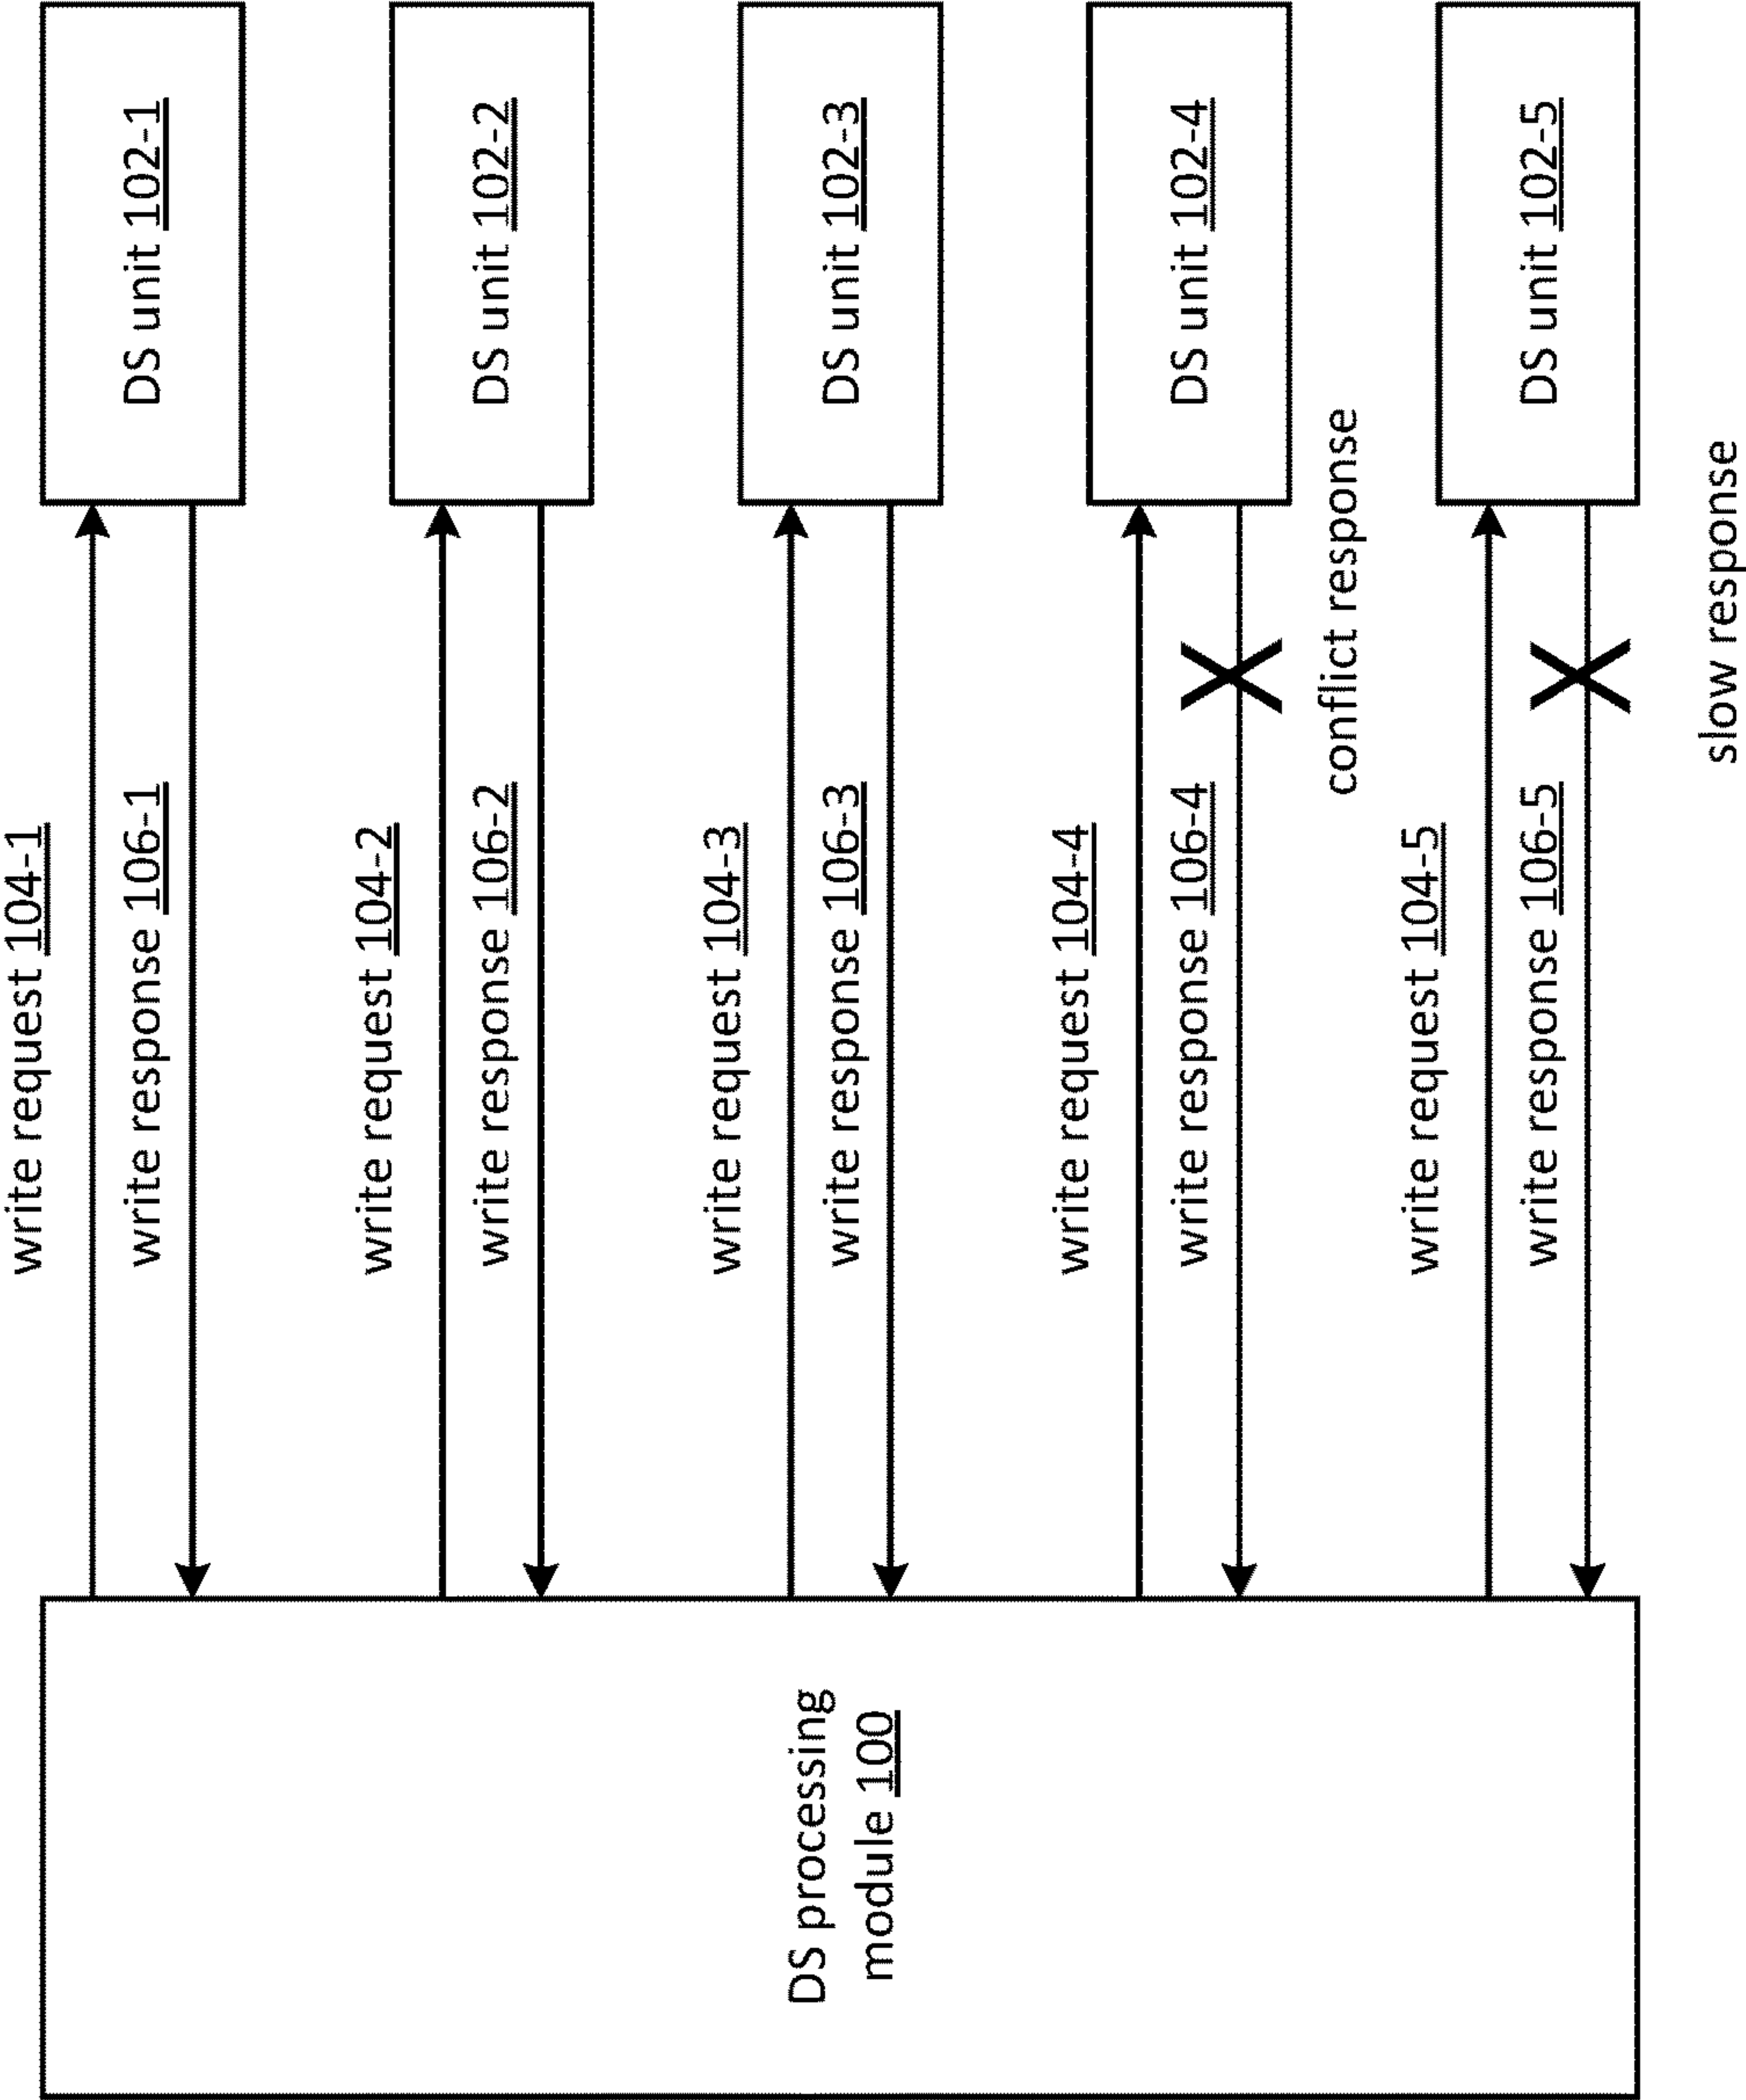 write request 104-1
write response 106-1
DS unit 102-1
write request 104-2
write response 106-2
DS unit 102-2
DS processing
module 100
write request 104-3
write response 106-3
DS unit 102-3
write request 104-4
write response 106-4
DS unit 102-4
conflict response
write request 104-5
write response 106-5
DS unit 102-5
slow response